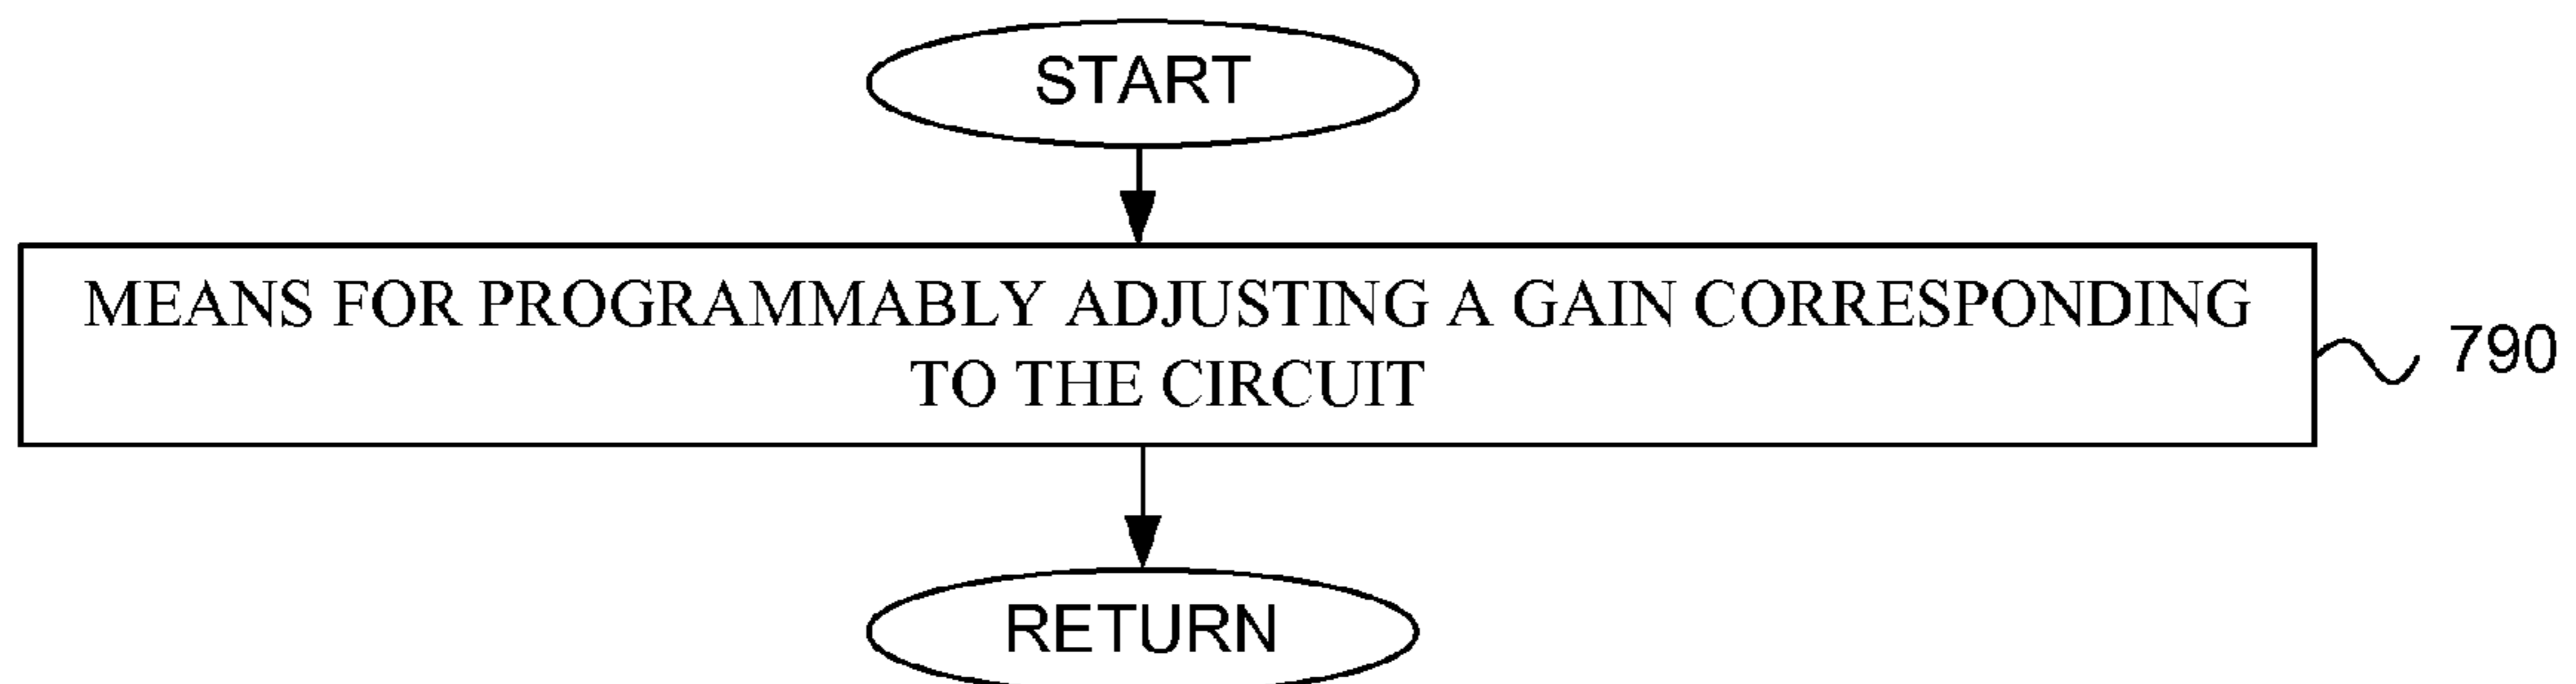 START
MEANS FOR PROGRAMMABLY ADJUSTING A GAIN CORRESPONDING
TO THE CIRCUIT
790
RETURN